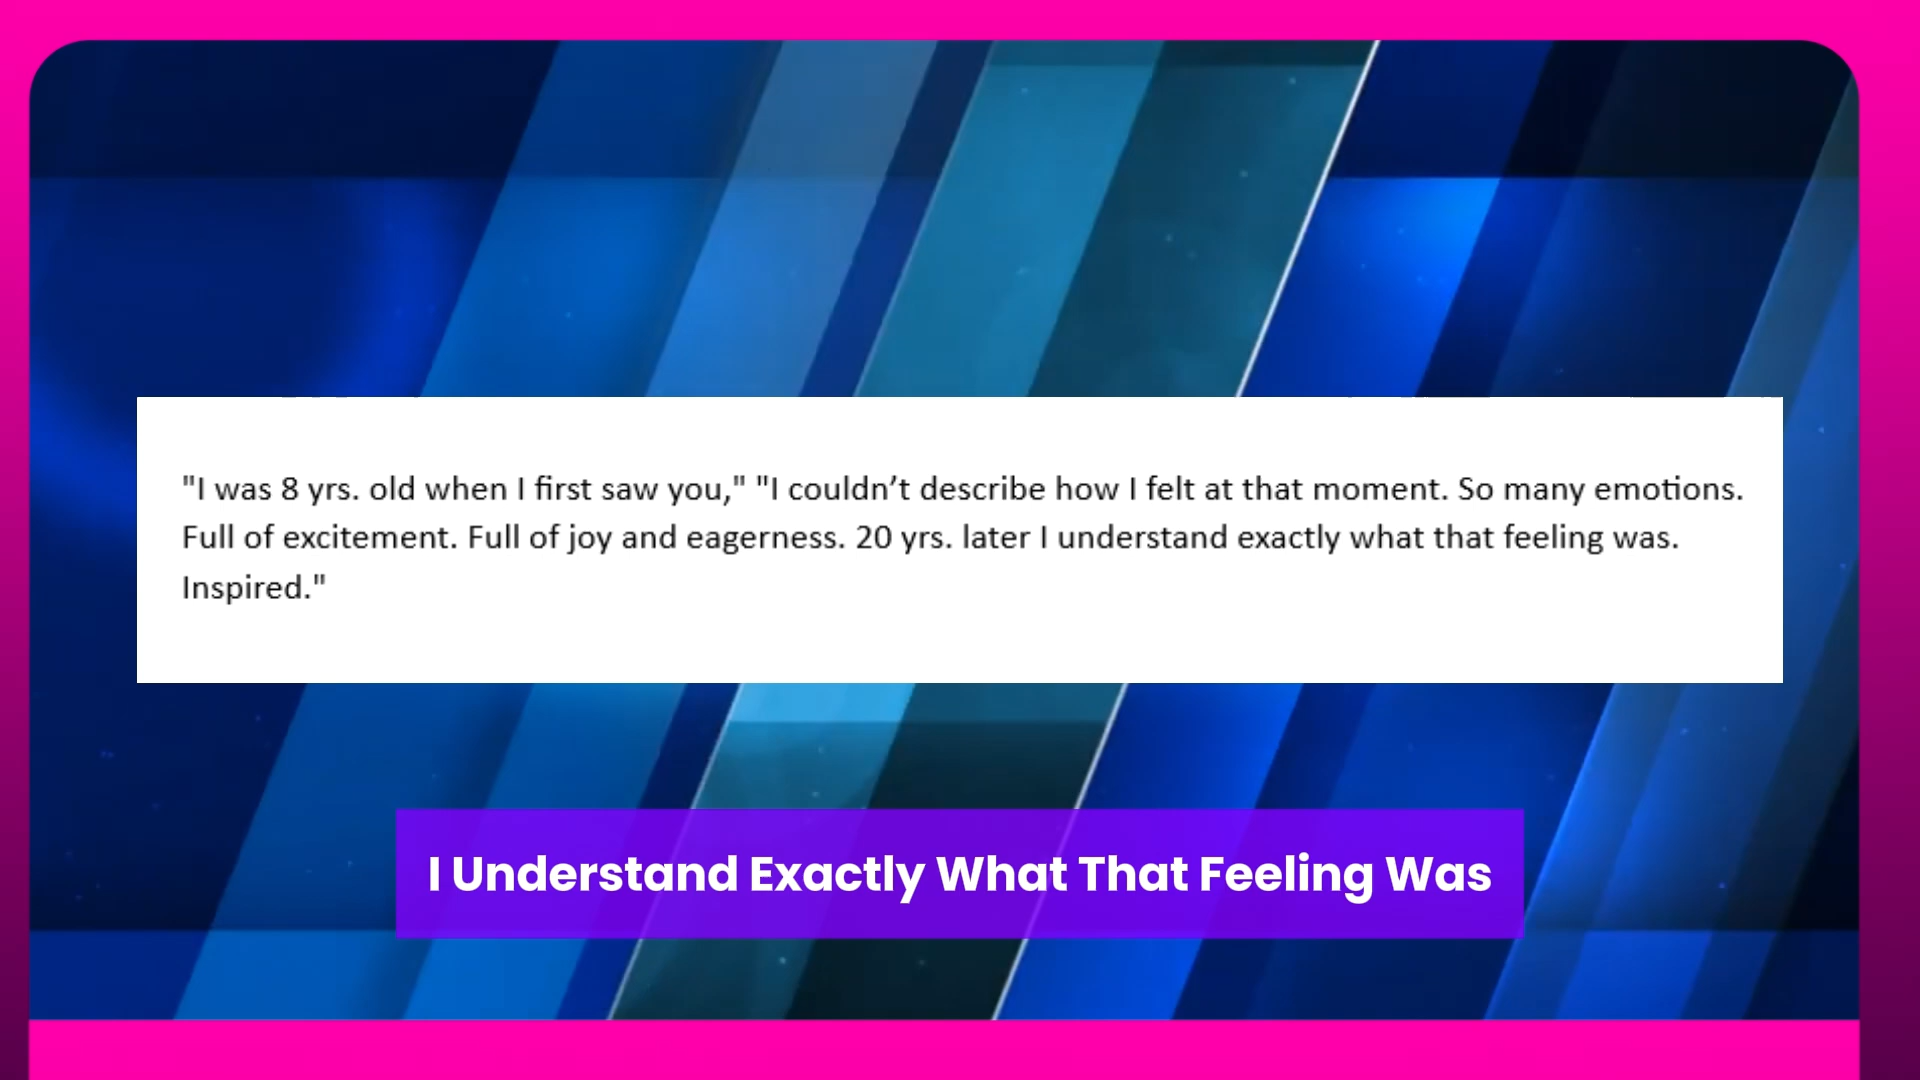 "I was 8 yrs. old when I first saw you," "I couldn’t describe how I felt at that moment. So many emotions.
Full of excitement. Full of joy and eagerness. 20 yrs. later I understand exactly what that feeling was.
Inspired."
I Understand Exactly What That Feeling Was